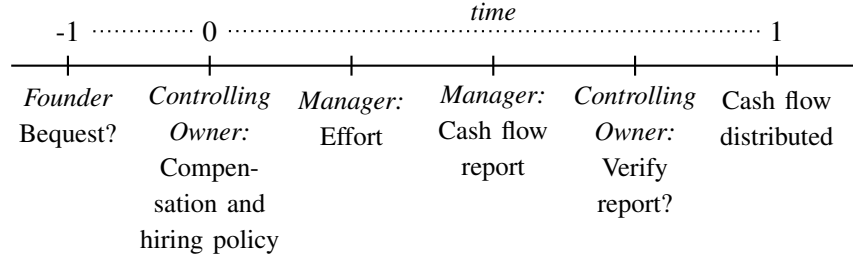 time
-1 0 1
Founder Controlling Manager: Manager: Controlling Cash flow
Bequest? Owner: Effort Cash flow Owner: distributed
Compen- report Verify
sation and report?
hiring policy